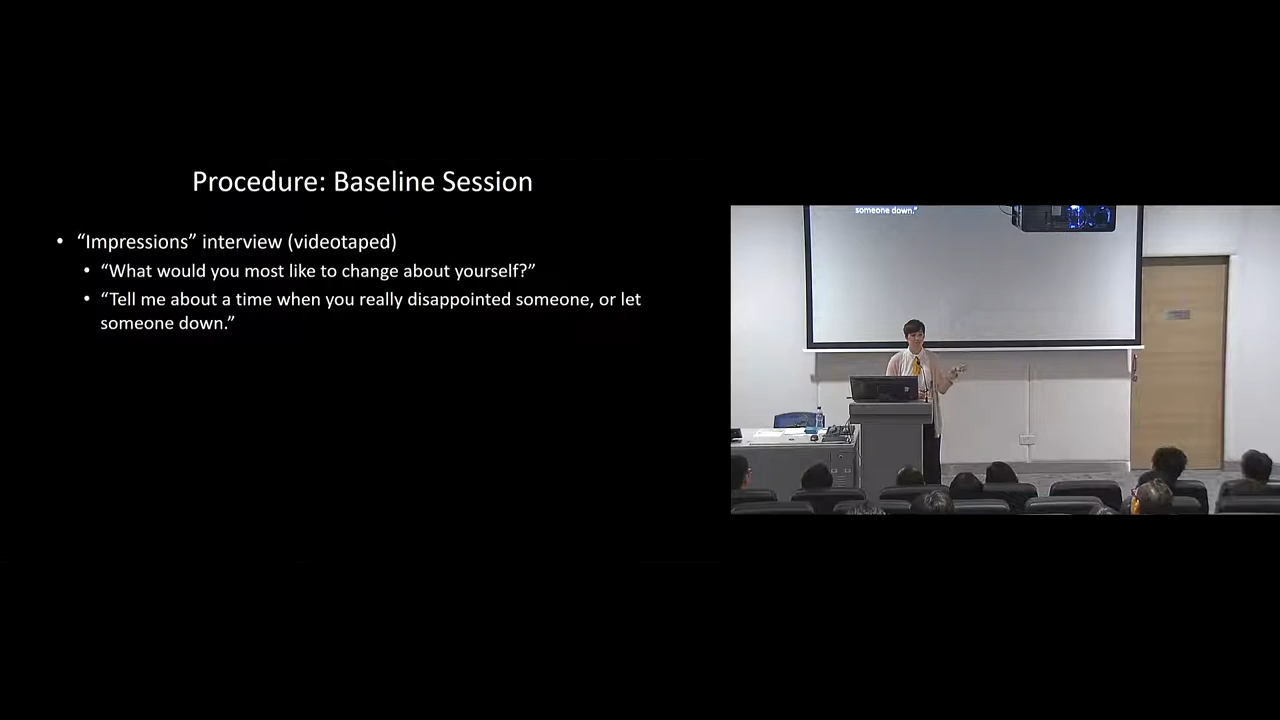 Procedure: Baseline Session
• “Impressions” interview (videotaped)
• “What would you most like to change about yourself?”
• “Tell me about a time when you really disappointed someone, or let
someone down.”
someone down.”